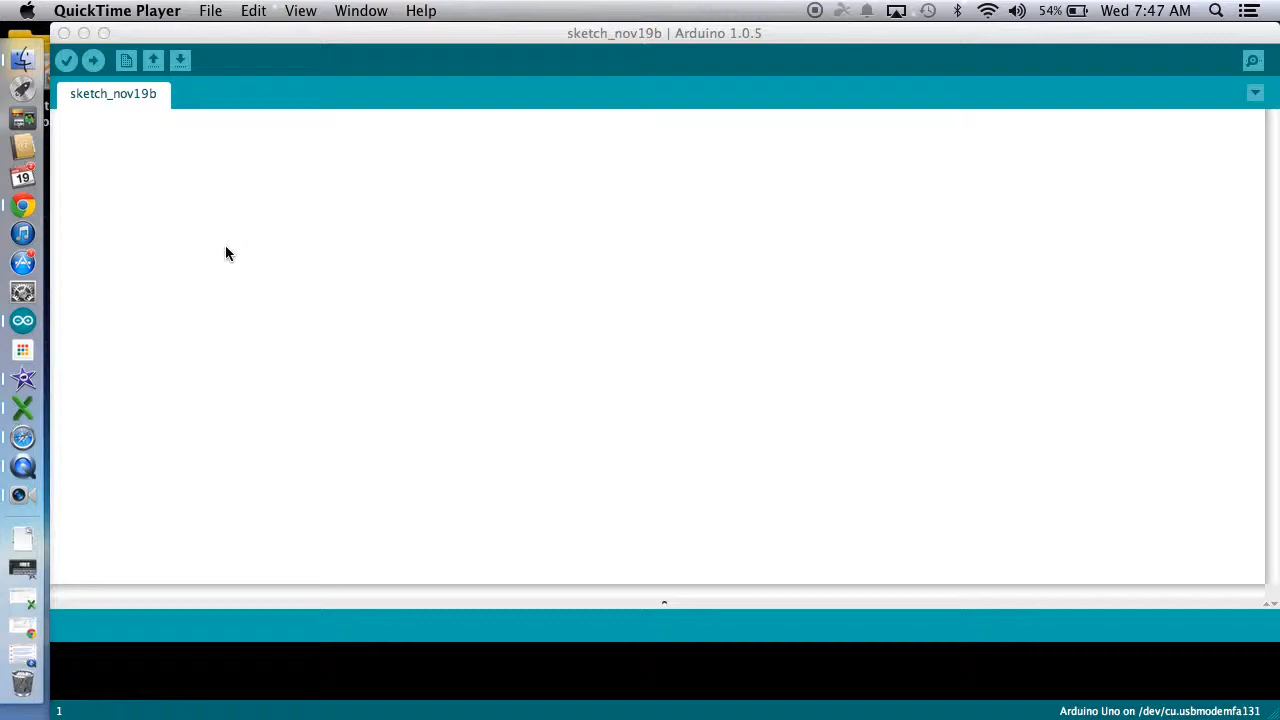 QuickTime Player File Edit View Window Help 54% Wed 7:47 AM
sketch_nov19b | Arduino 1.0.5
sketch_nov19b
19
1
Arduino Uno on /dev/cu.usbmodemfa131